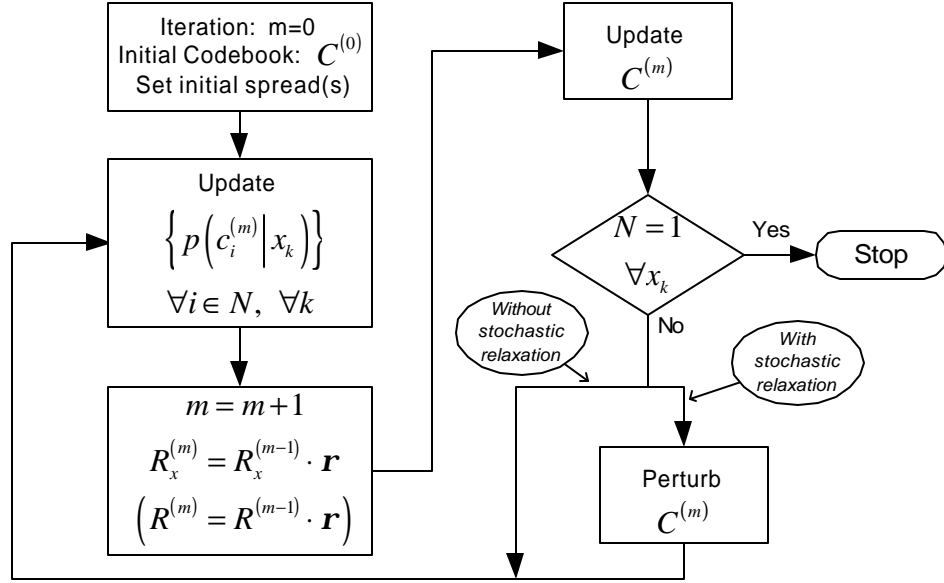 Iteration: m=0
Initial Codebook: C^(0)
Set initial spread(s)
Update
{p(c_i^(m) | x_k)}
∀i ∈ N, ∀k
m = m+1
R_x^(m) = R_x^(m−1) · r
(R^(m) = R^(m−1) · r)
Update
C^(m)
N = 1
∀x_k
Yes
Stop
No
Without
stochastic
relaxation
With
stochastic
relaxation
Perturb
C^(m)